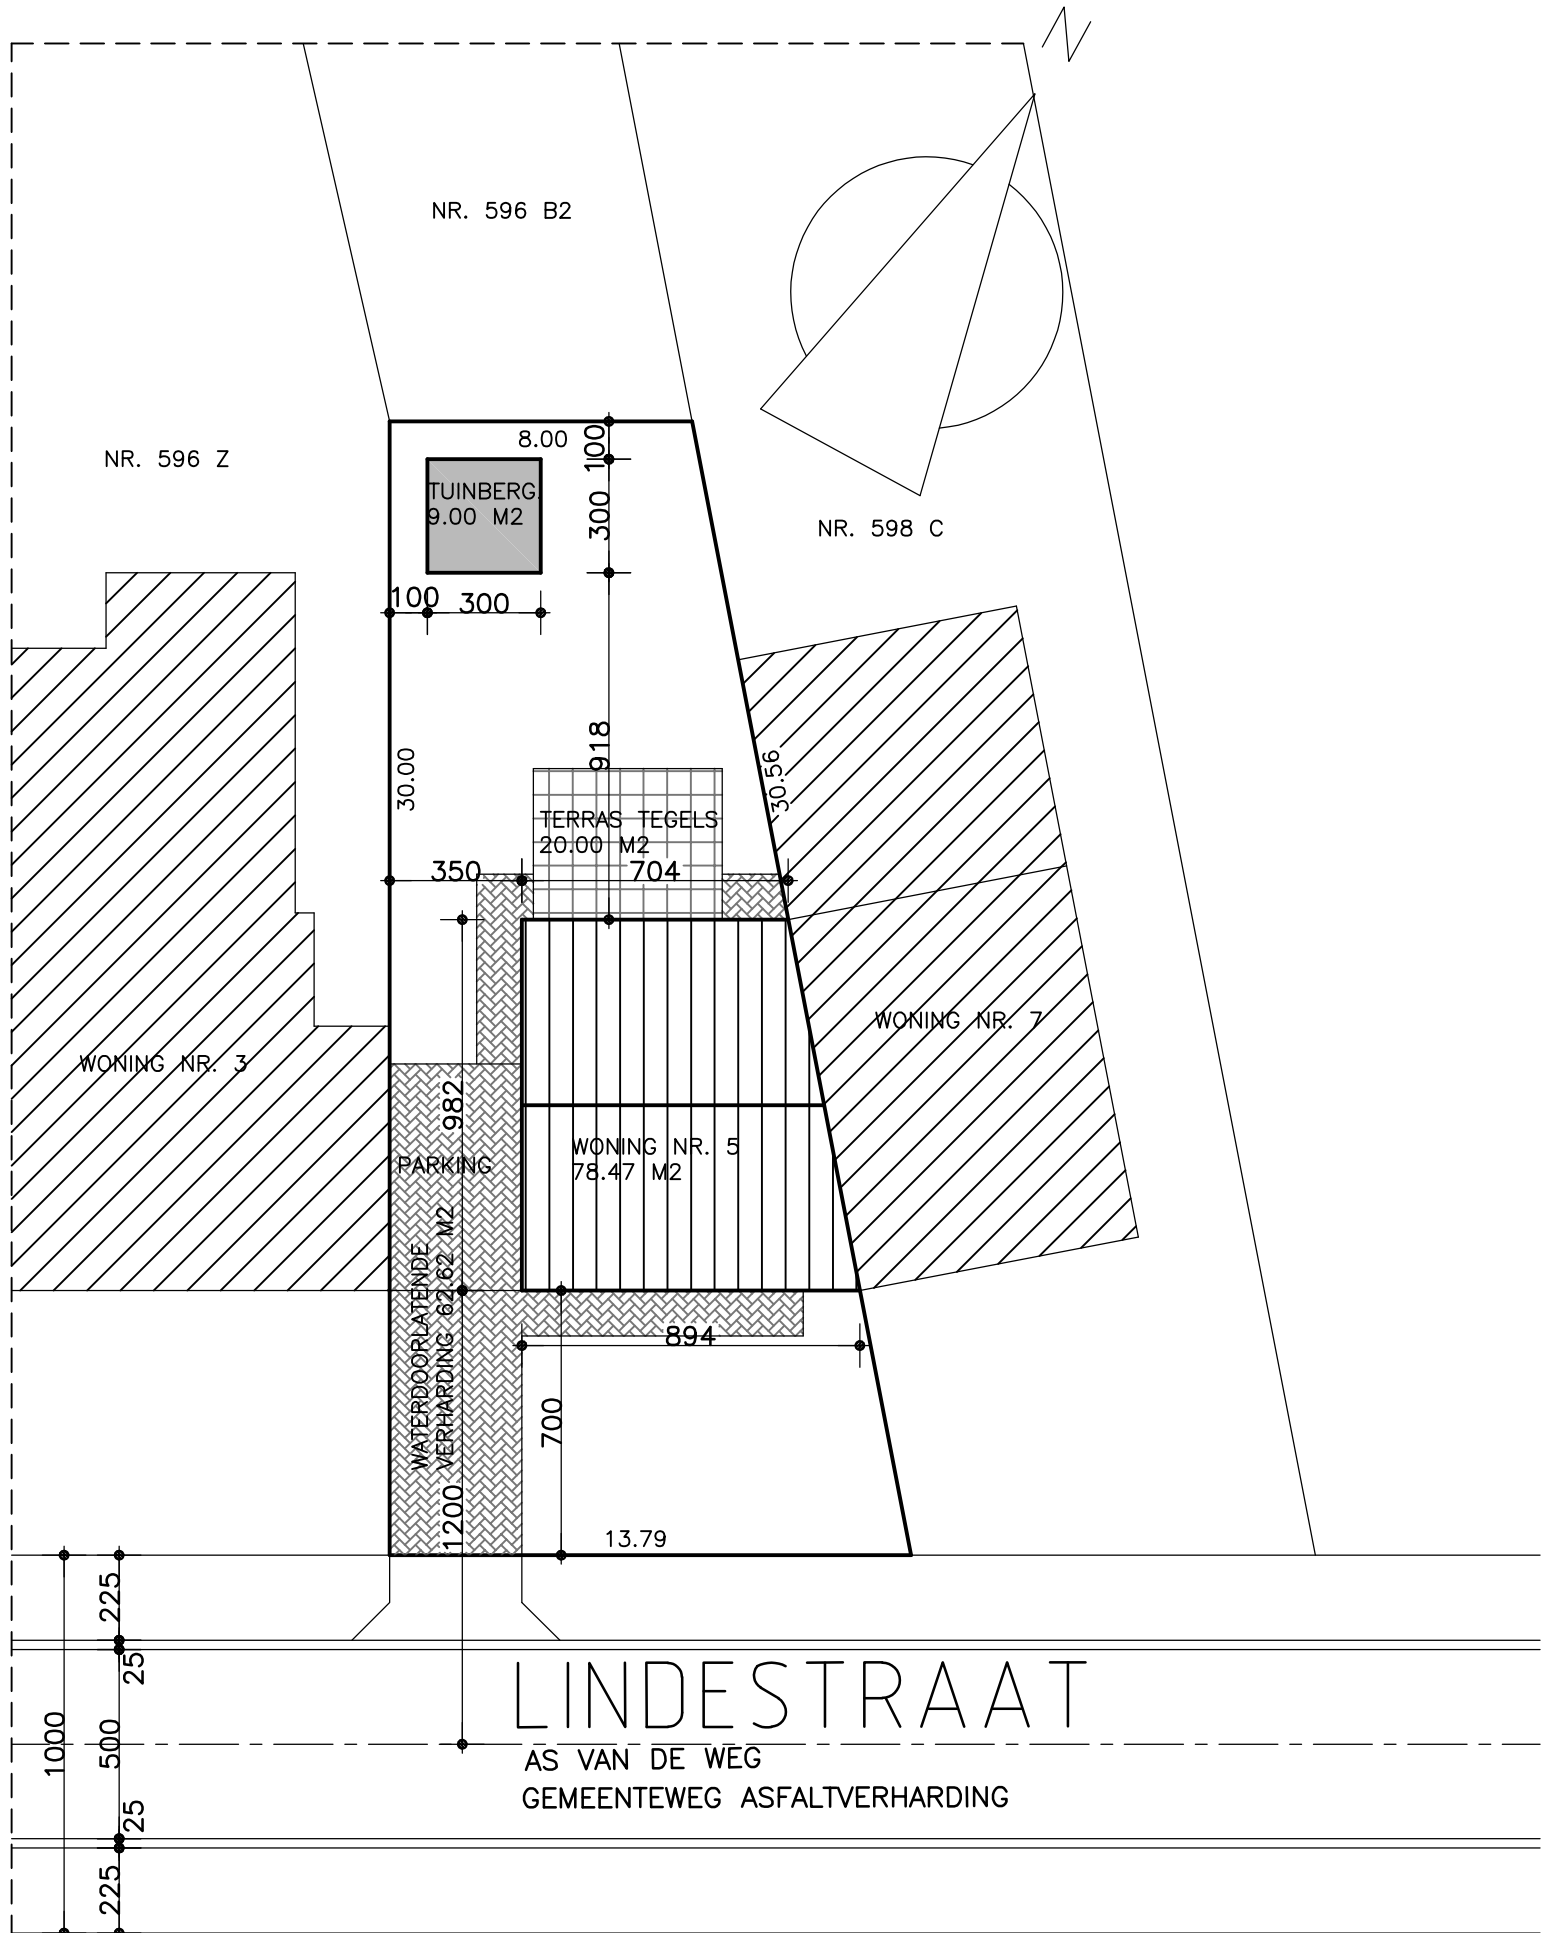 N
NR. 596 B2
8.00
100
NR. 596 Z
TUINBERG.
9.00 M2
300
NR. 598 C
100
300
918
30.00
30.56
TERRAS TEGELS
20.00 M2
350
704
WONING NR. 7
WONING NR. 3
982
WONING NR. 5
78.47 M2
PARKING
WATERDOORLATENDE
VERHARDING 62.62 M2
894
700
1200
13.79
225
25
LINDESTRAAT
1000
500
AS VAN DE WEG
GEMEENTEWEG ASFALTVERHARDING
25
225